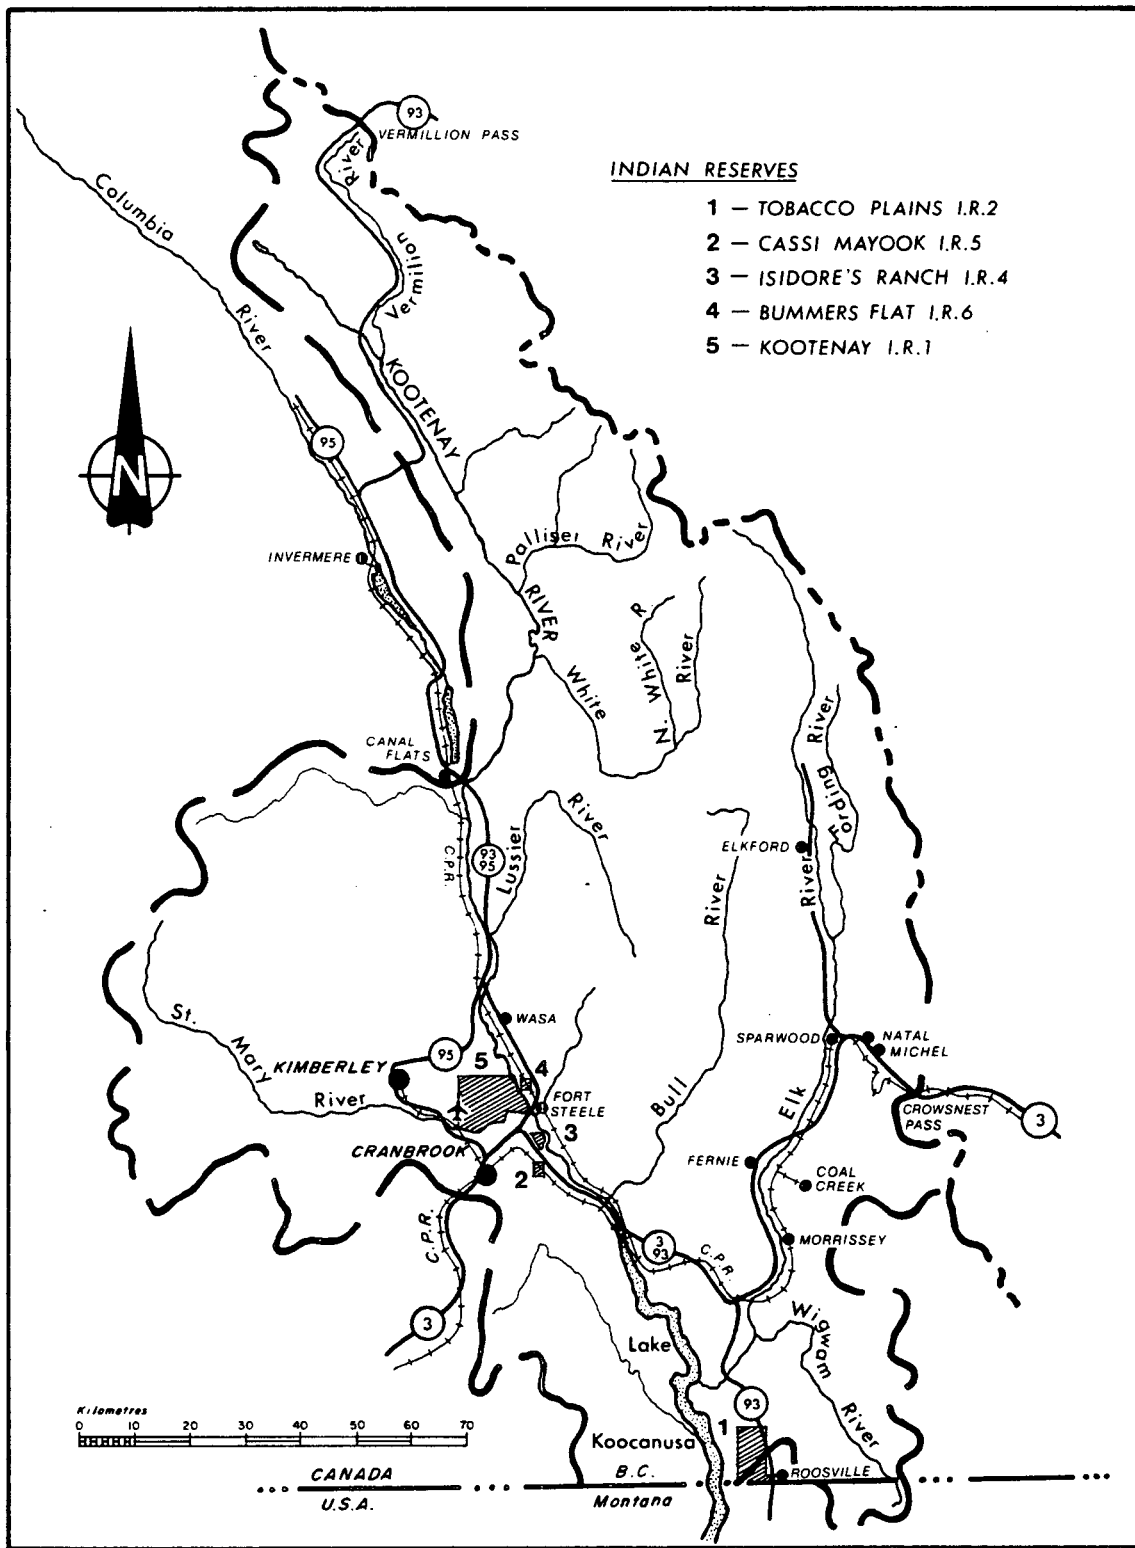 93
VERMILLION PASS
INDIAN RESERVES
1 — TOBACCO PLAINS I.R.2
2 — CASSI MAYOOK I.R.5
3 — ISIDORE'S RANCH I.R.4
4 — BUMMERS FLAT I.R.6
5 — KOOTENAY I.R.1
Columbia
River
Vermilion
River
KOOTENAY
RIVER
N
95
INVERMERE
Palliser River
White
N. White R.
River
CANAL
FLATS
C.P.R.
93
95
Lussier
River
Fording
River
ELKFORD
River
River
WASA
St.
Mary
River
KIMBERLEY
95
5
4
FORT
STEELE
3
CRANBROOK
2
Bull
SPARWOOD
NATAL
MICHEL
Elk
CROWSNEST
PASS
3
FERNIE
COAL
CREEK
MORRISSEY
C.P.R.
3
93
C.P.R.
3
Wigwam
River
Lake
Koocanusa
93
1
ROOSVILLE
Kilometres
0 10 20 30 40 50 60 70
CANADA
U.S.A.
B.C.
Montana